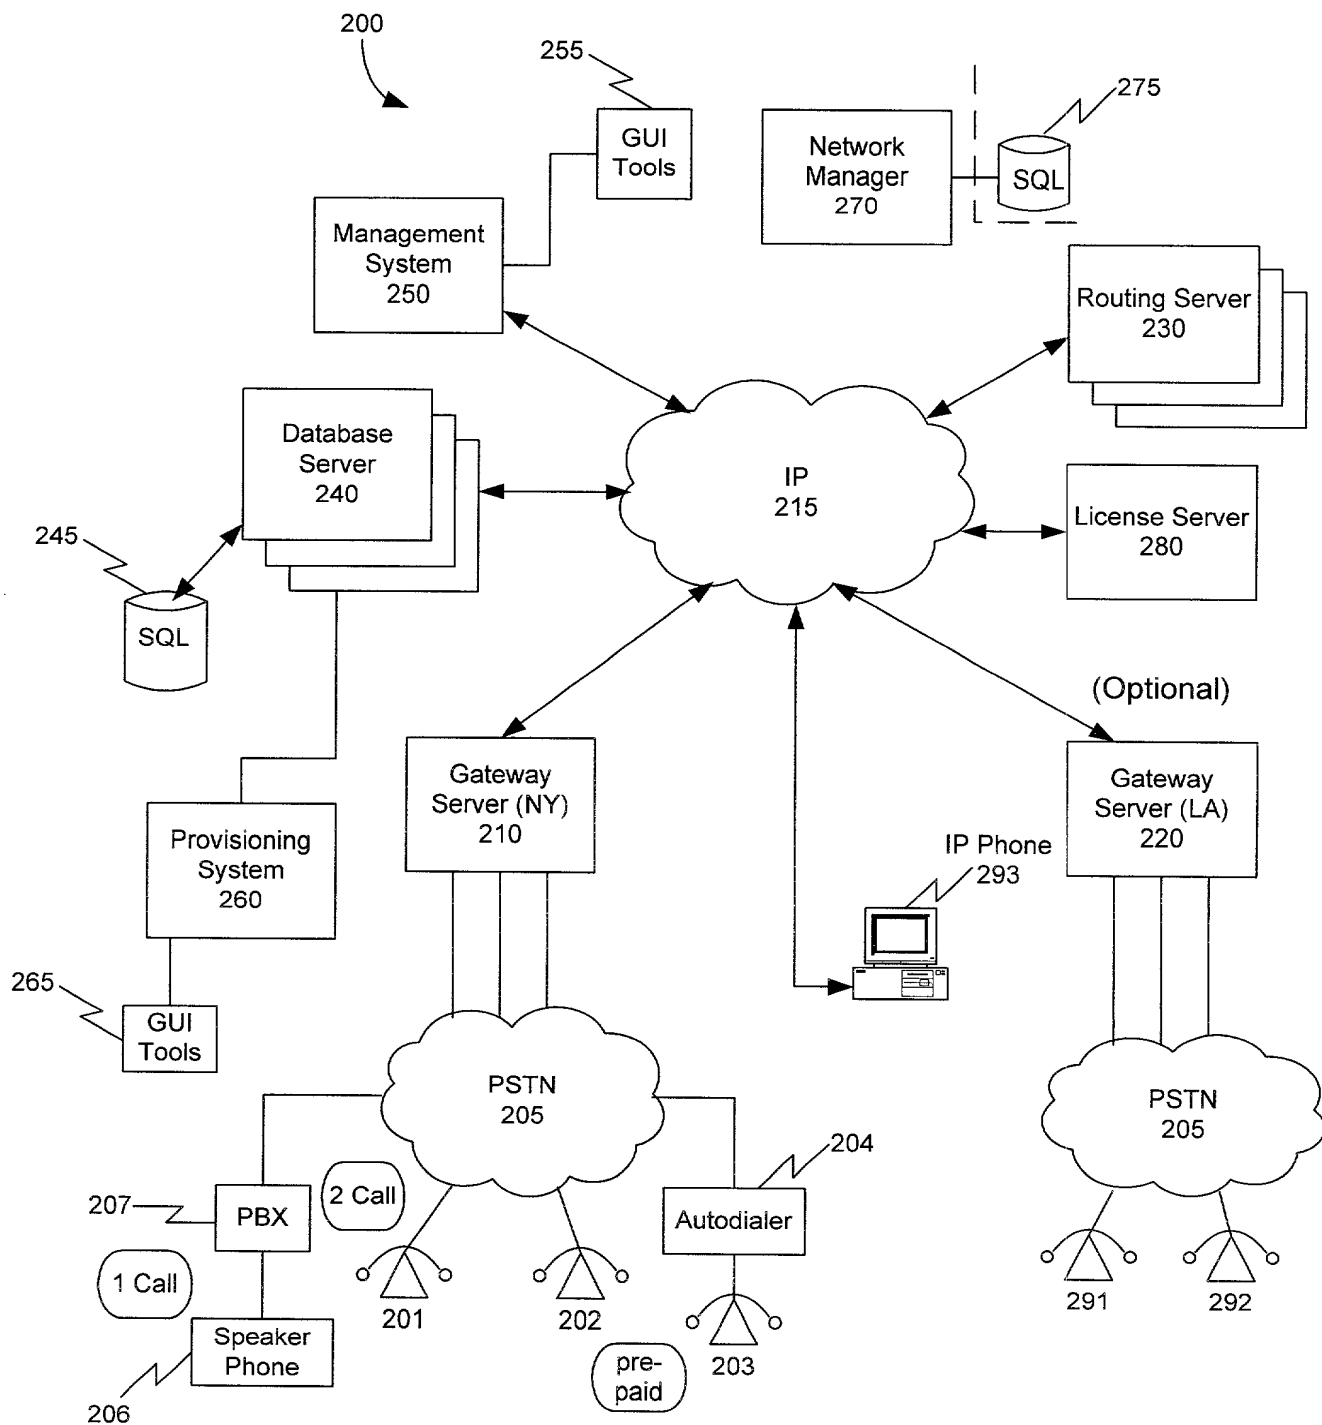 200
255
GUI
Tools
275
Network
Manager
270
SQL
Management
System
250
Routing Server
230
Database
Server
240
IP
215
License Server
280
245
SQL
(Optional)
Gateway
Server (NY)
210
Gateway
Server (LA)
220
Provisioning
System
260
IP Phone
293
265
GUI
Tools
PSTN
205
PSTN
205
204
2 Call
207
PBX
Autodialer
1 Call
201
202
291
292
Speaker
Phone
203
pre-
paid
206